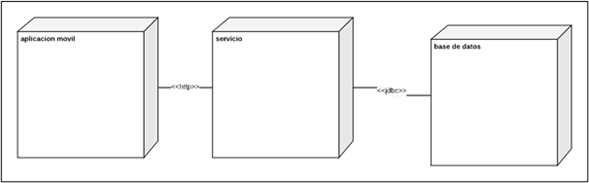 aplicacion movil
servicio
base de datos
<<http>>
<<jdbc>>